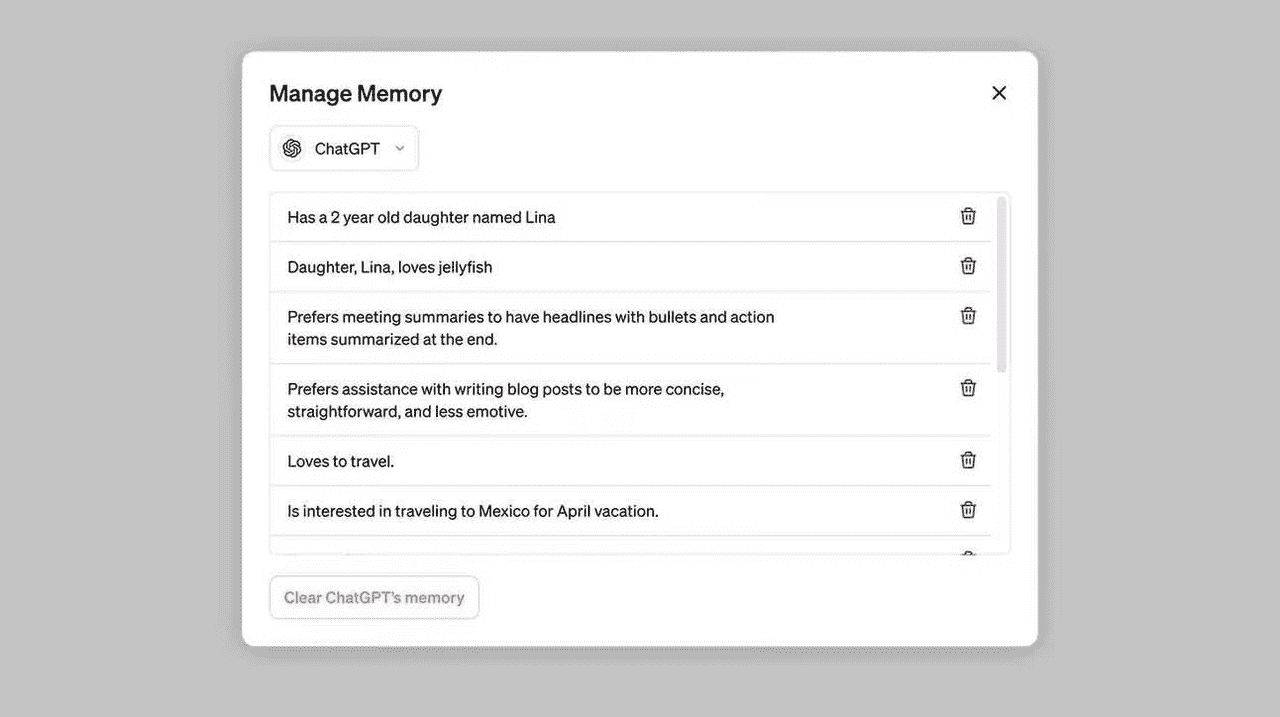 Manage Memory
ChatGPT
Has a 2 year old daughter named Lina
Daughter, Lina, loves jellyfish
Prefers meeting summaries to have headlines with bullets and action
items summarized at the end.
Prefers assistance with writing blog posts to be more concise,
straightforward, and less emotive.
Loves to travel.
Is interested in traveling to Mexico for April vacation.
Clear ChatGPT's memory